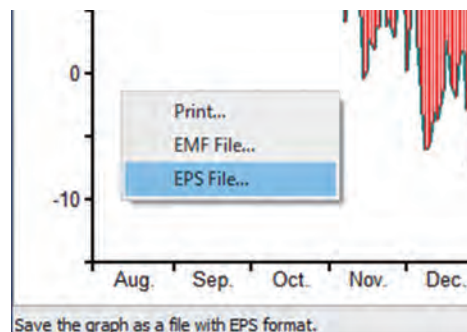 0
Print...
EMF File...
EPS File...
-10
Aug. Sep. Oct. Nov. Dec.
Save the graph as a file with EPS format.